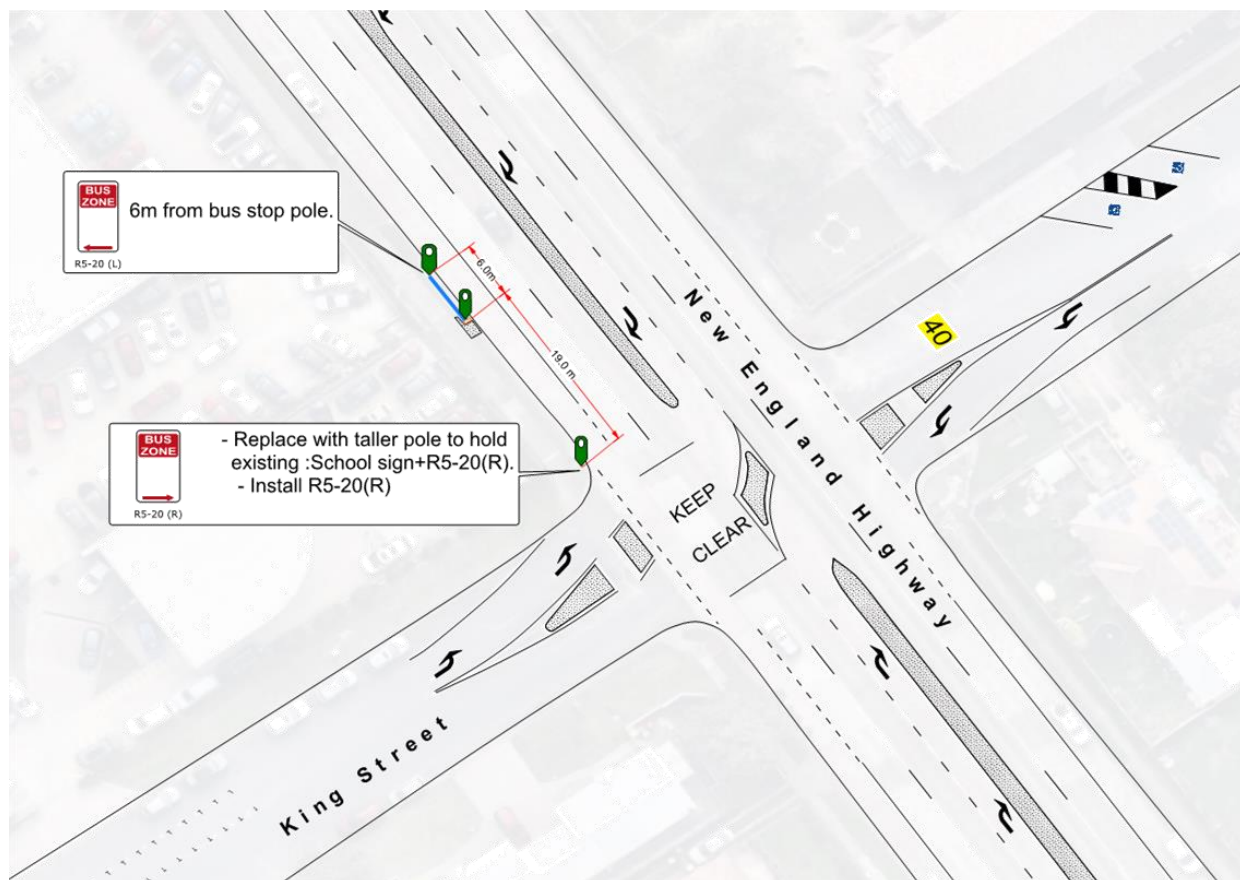 BUS
ZONE
6m from bus stop pole.
R5-20 (L)
6.0m
19.0 m
40
New England Highway
BUS
ZONE
- Replace with taller pole to hold
existing :School sign+R5-20(R).
- Install R5-20(R)
R5-20 (R)
KEEP
CLEAR
King Street